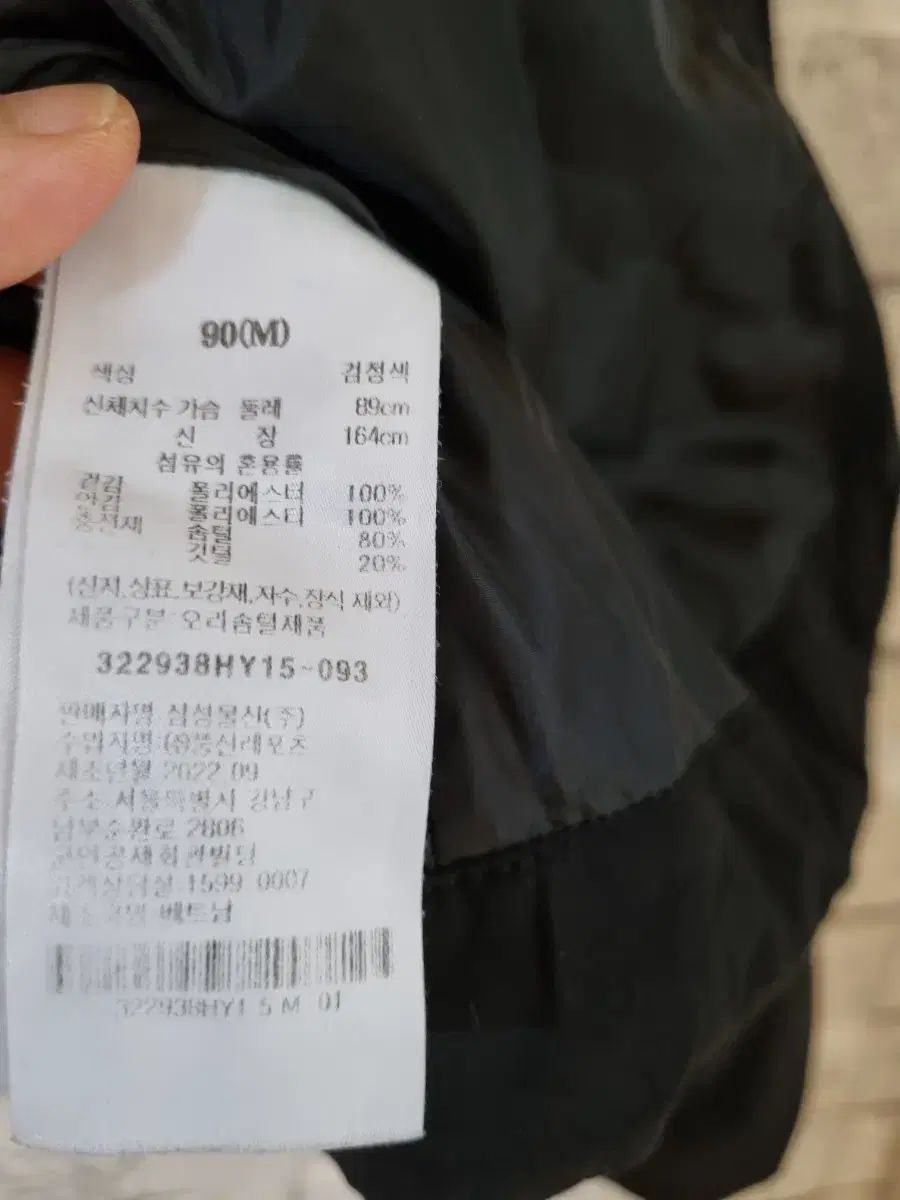 90(M)
색상 검정색
신체치수 가슴 둘레 89cm
신 장 164cm
섬유의 혼용률
겉감 폴리에스터 100%
안감 폴리에스터 100%
충전재 솜털 80%
깃털 20%
(심지,상표,보강재,자수,장식 제외)
제품구분 오리솜털제품
322938HY15-093
판매자명 삼성물산(주)
수입자명 (주)풍신레포츠
제조년월 2022.09
주소 서울특별시 강남구
남부순환로 2806
군인공제회관빌딩
고객상담실 1599 0007
제조국명 베트남
322938HY1 5 M 01